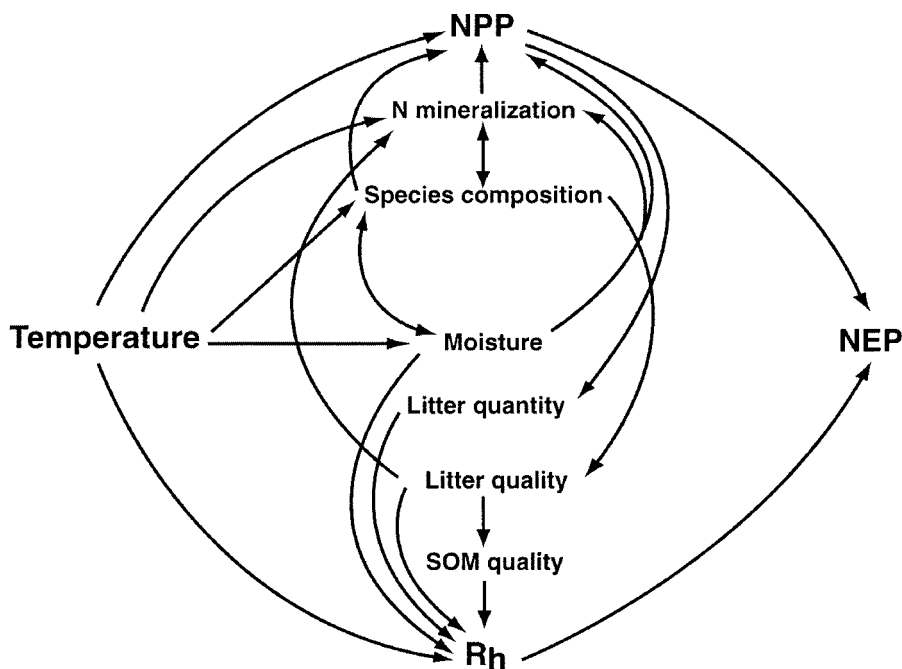 NPP
N mineralization
Species composition
Temperature
Moisture
NEP
Litter quantity
Litter quality
SOM quality
Rh